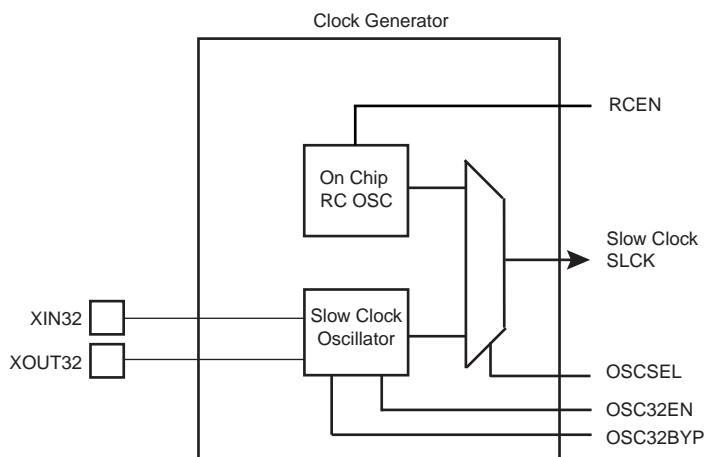 Clock Generator
RCEN
On Chip
RC OSC
Slow Clock
SLCK
XIN32
Slow Clock
Oscillator
XOUT32
OSCSEL
OSC32EN
OSC32BYP